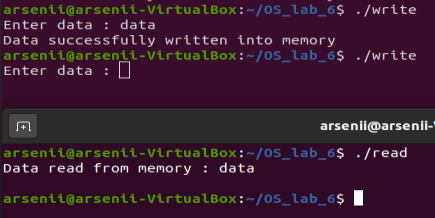 arsenii@arsenii-VirtualBox:~/OS_lab_6$ ./write
Enter data : data
Data successfully written into memory
arsenii@arsenii-VirtualBox:~/OS_lab_6$ ./write
Enter data :
arsenii@arsenii-V
arsenii@arsenii-VirtualBox:~/OS_lab_6$ ./read
Data read from memory : data
arsenii@arsenii-VirtualBox:~/OS_lab_6$